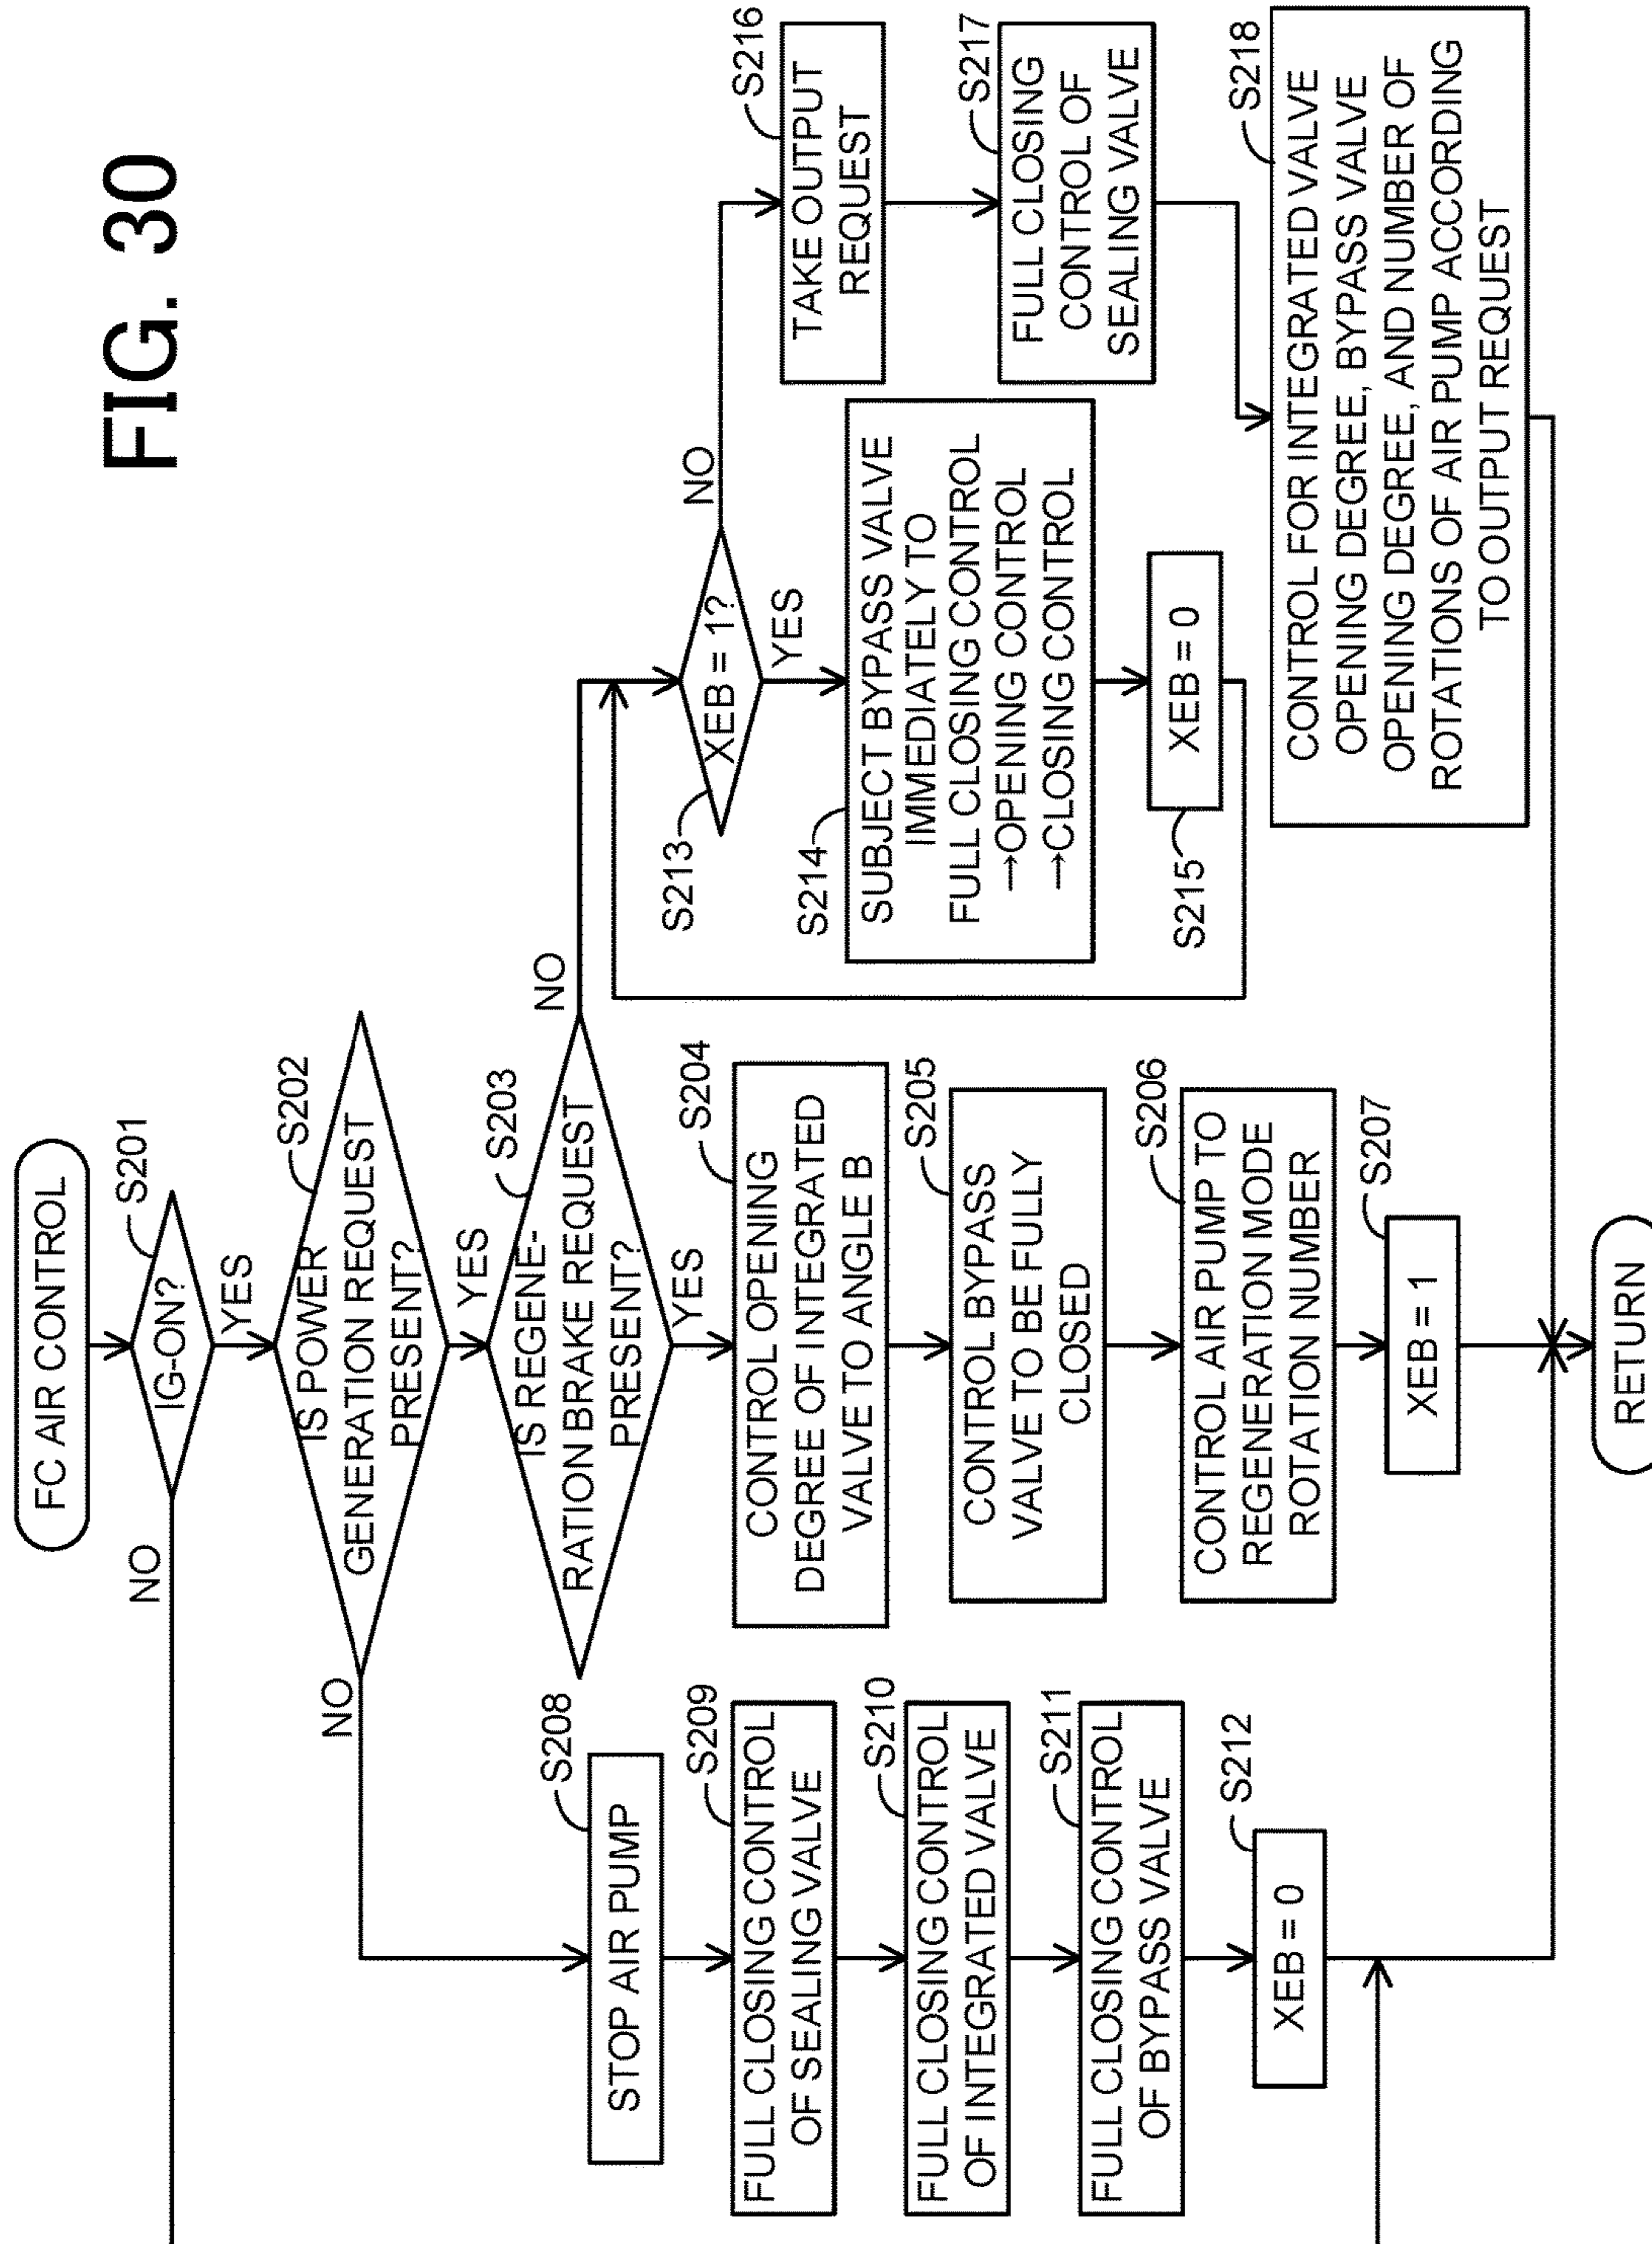 FIG. 30
FC AIR CONTROL
S201
IG-ON?
NO
YES
S202
IS POWER
GENERATION REQUEST
PRESENT?
NO
YES
S203
IS REGENE-
RATION BRAKE REQUEST
PRESENT?
NO
YES
S204
CONTROL OPENING
DEGREE OF INTEGRATED
VALVE TO ANGLE B
S205
CONTROL BYPASS
VALVE TO BE FULLY
CLOSED
S206
CONTROL AIR PUMP TO
REGENERATION MODE
ROTATION NUMBER
S207
XEB = 1
S208
STOP AIR PUMP
S209
FULL CLOSING CONTROL
OF SEALING VALVE
S210
FULL CLOSING CONTROL
OF INTEGRATED VALVE
S211
FULL CLOSING CONTROL
OF BYPASS VALVE
S212
XEB = 0
S213
XEB = 1?
NO
YES
S214
SUBJECT BYPASS VALVE
IMMEDIATELY TO
FULL CLOSING CONTROL
→OPENING CONTROL
→CLOSING CONTROL
S215
XEB = 0
S216
TAKE OUTPUT
REQUEST
S217
FULL CLOSING
CONTROL OF
SEALING VALVE
S218
CONTROL FOR INTEGRATED VALVE
OPENING DEGREE, BYPASS VALVE
OPENING DEGREE, AND NUMBER OF
ROTATIONS OF AIR PUMP ACCORDING
TO OUTPUT REQUEST
RETURN